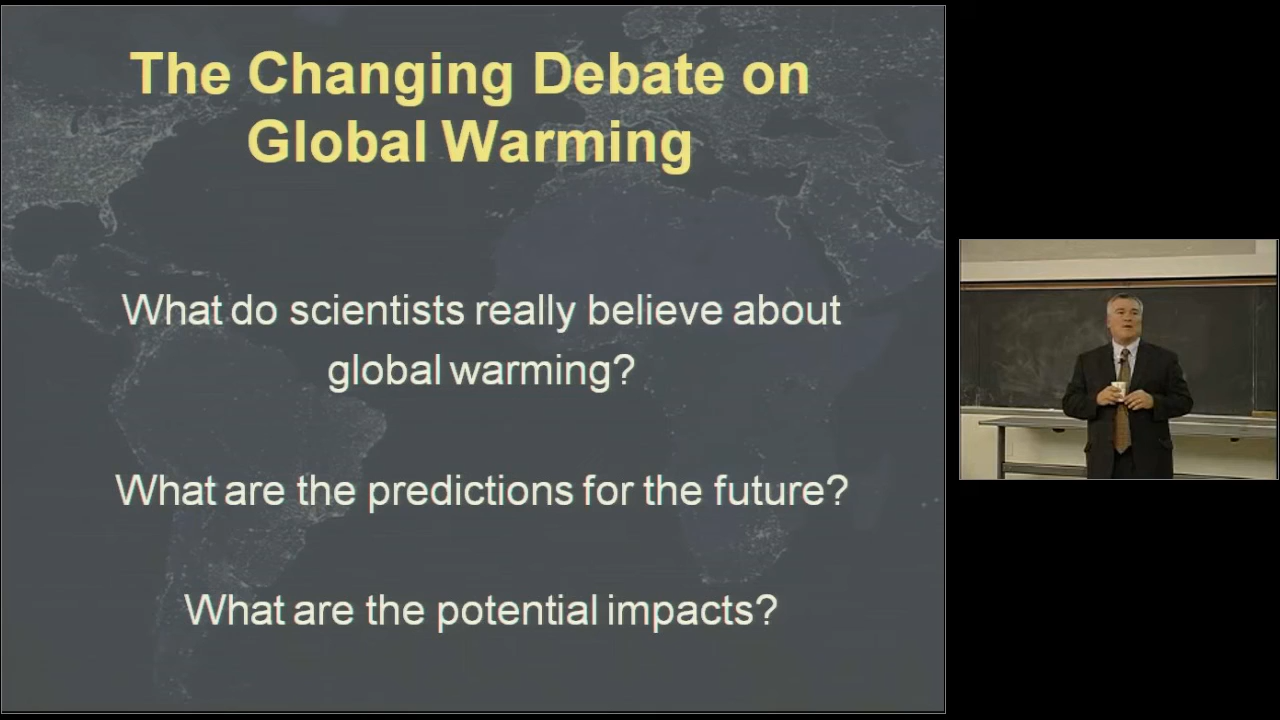 The Changing Debate on
Global Warming
What do scientists really believe about
global warming?
What are the predictions for the future?
What are the potential impacts?